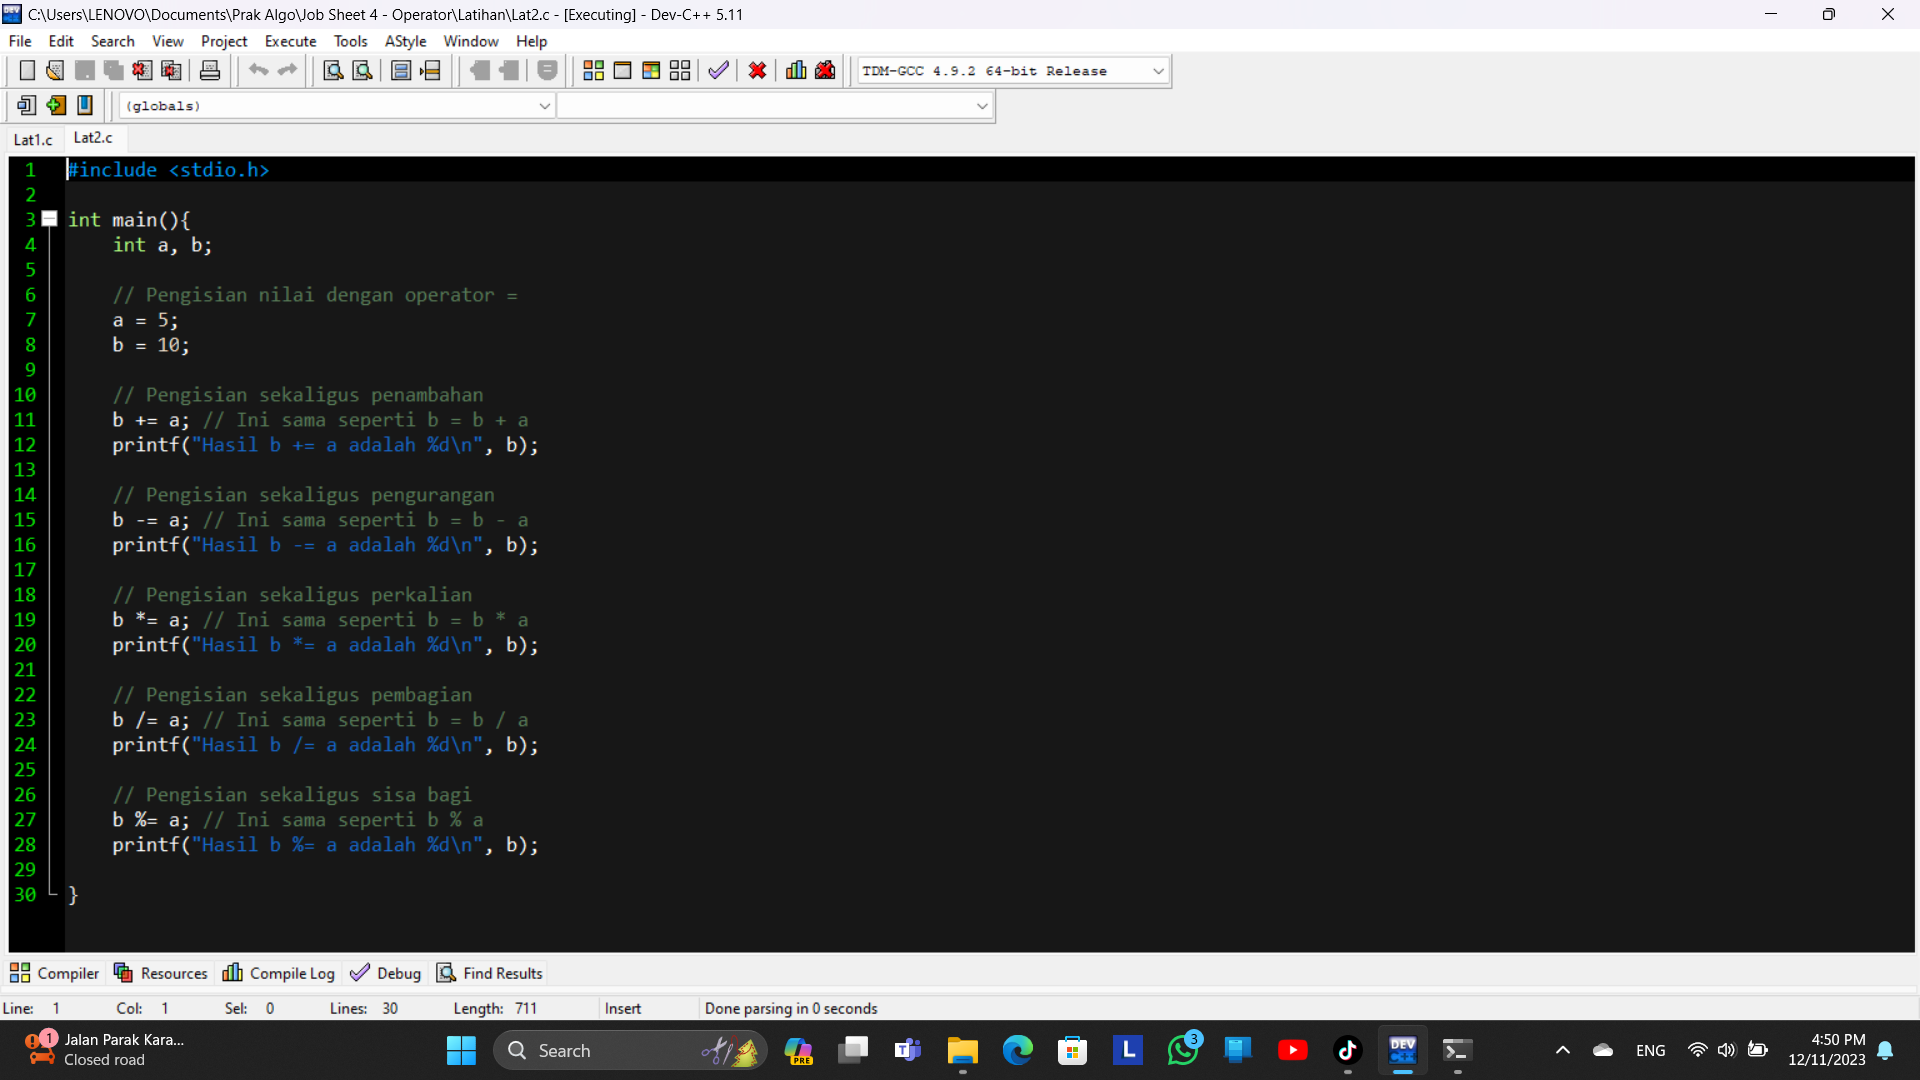 C:\Users\LENOVO\Documents\Prak Algo\Job Sheet 4 - Operator\Latihan\Lat2.c - [Executing] - Dev-C++ 5.11
File Edit Search View Project Execute Tools AStyle Window Help
TDM-GCC 4.9.2 64-bit Release
(globals)
Lat1.c Lat2.c
1 #include <stdio.h>
2
3 int main(){
4 int a, b;
5
6 // Pengisian nilai dengan operator =
7 a = 5;
8 b = 10;
9
10 // Pengisian sekaligus penambahan
11 b += a; // Ini sama seperti b = b + a
12 printf("Hasil b += a adalah %d\n", b);
13
14 // Pengisian sekaligus pengurangan
15 b -= a; // Ini sama seperti b = b - a
16 printf("Hasil b -= a adalah %d\n", b);
17
18 // Pengisian sekaligus perkalian
19 b *= a; // Ini sama seperti b = b * a
20 printf("Hasil b *= a adalah %d\n", b);
21
22 // Pengisian sekaligus pembagian
23 b /= a; // Ini sama seperti b = b / a
24 printf("Hasil b /= a adalah %d\n", b);
25
26 // Pengisian sekaligus sisa bagi
27 b %= a; // Ini sama seperti b % a
28 printf("Hasil b %= a adalah %d\n", b);
29
30 }
Compiler Resources Compile Log Debug Find Results
Line: 1 Col: 1 Sel: 0 Lines: 30 Length: 711 Insert Done parsing in 0 seconds
1 Jalan Parak Kara...
Closed road
Search
PRE
L
3
DEV C++
ENG
4:50 PM
12/11/2023